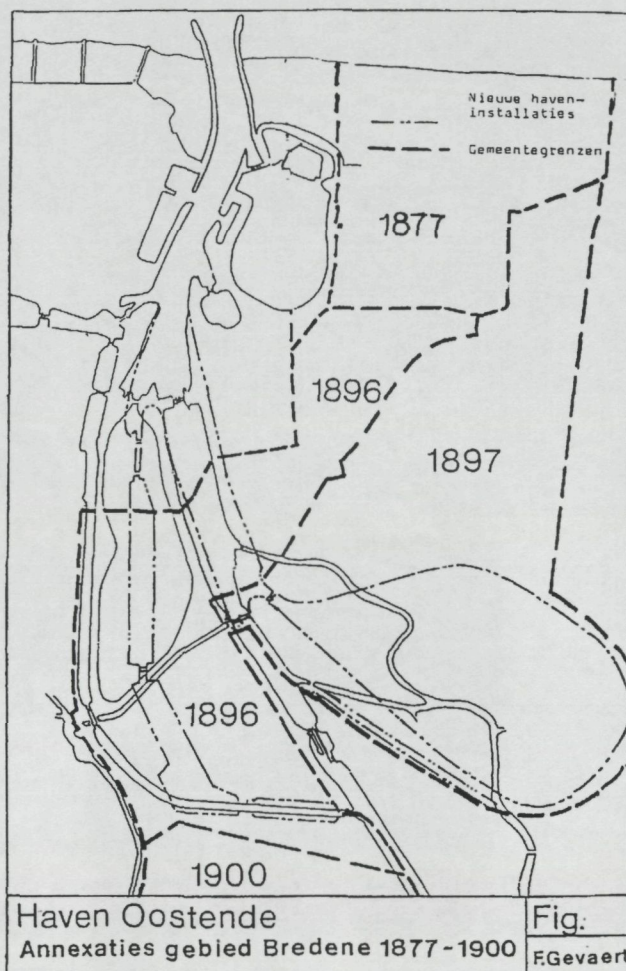 Nieuwe haven-
installaties
Gemeentegrenzen
1877
1896
1897
1896
1900
Haven Oostende
Annexaties gebied Bredene 1877-1900
Fig.
F.Gevaert